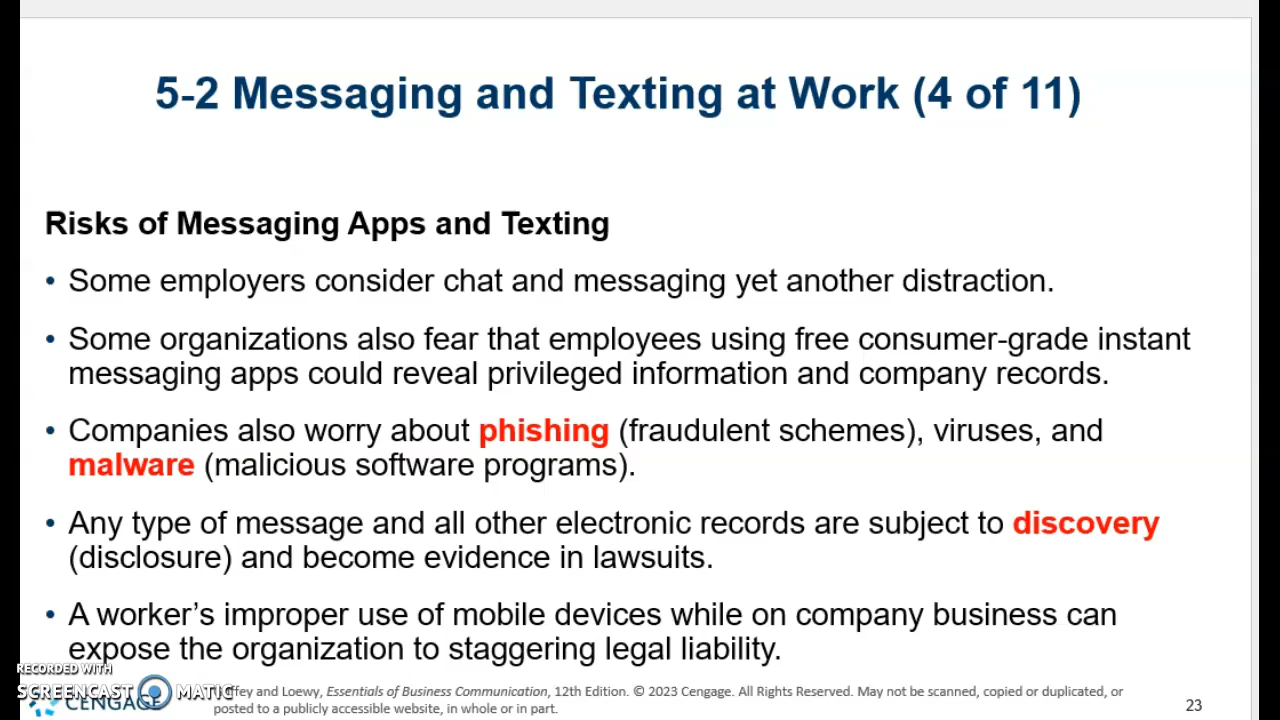 5-2 Messaging and Texting at Work (4 of 11)
Risks of Messaging Apps and Texting
• Some employers consider chat and messaging yet another distraction.
• Some organizations also fear that employees using free consumer-grade instant
messaging apps could reveal privileged information and company records.
• Companies also worry about phishing (fraudulent schemes), viruses, and
malware (malicious software programs).
• Any type of message and all other electronic records are subject to discovery
(disclosure) and become evidence in lawsuits.
• A worker’s improper use of mobile devices while on company business can
expose the organization to staggering legal liability.
RECORDED WITH
SCREENCAST MATIC
CENGAGE
and Loewy, Essentials of Business Communication, 12th Edition. © 2023 Cengage. All Rights Reserved. May not be scanned, copied or duplicated, or
posted to a publicly accessible website, in whole or in part.
23